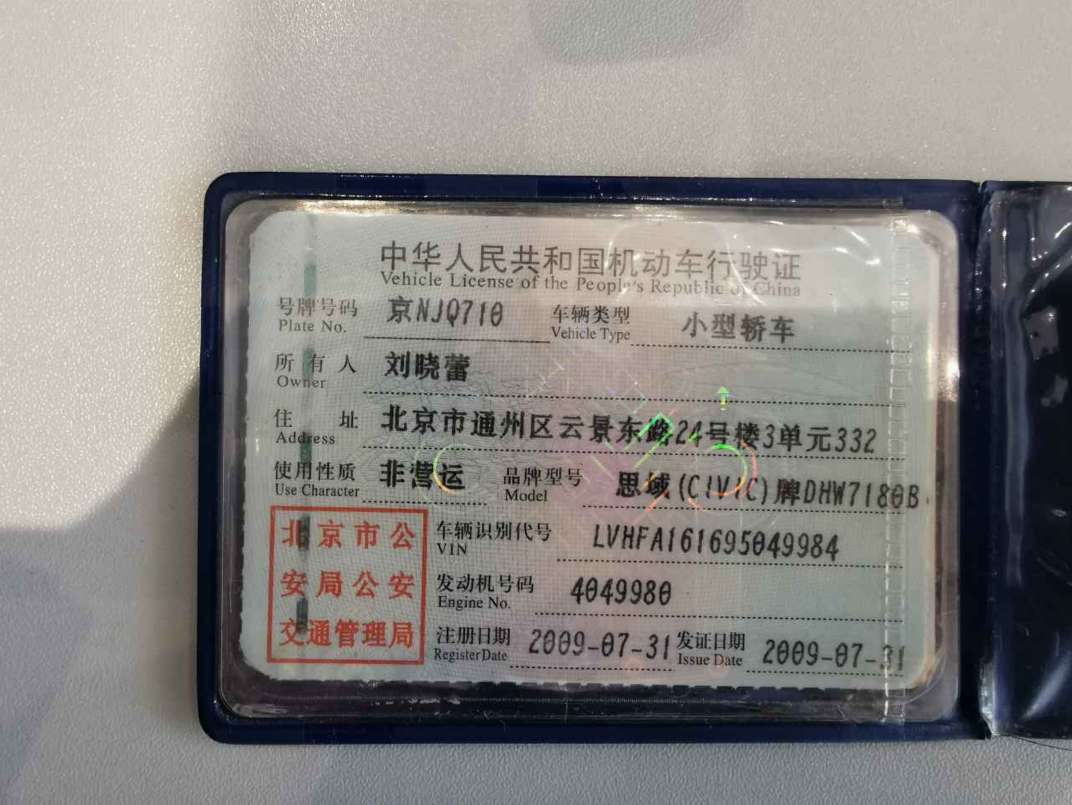 中华人民共和国机动车行驶证
Vehicle License of the People's Republic of China
号牌号码 京NJQ710 车辆类型 小型轿车
Plate No. Vehicle Type
所有人 刘晓蕾
Owner
住址 北京市通州区云景东路24号楼3单元332
Address
使用性质 非营运 品牌型号 思域(CIVIC)牌DHW7180B
Use Character Model
北京市公
安局公安
交通管理局
车辆识别代号 LVHFA161695049984
VIN
发动机号码 4049980
Engine No.
注册日期 2009-07-31 发证日期 2009-07-31
Register Date Issue Date